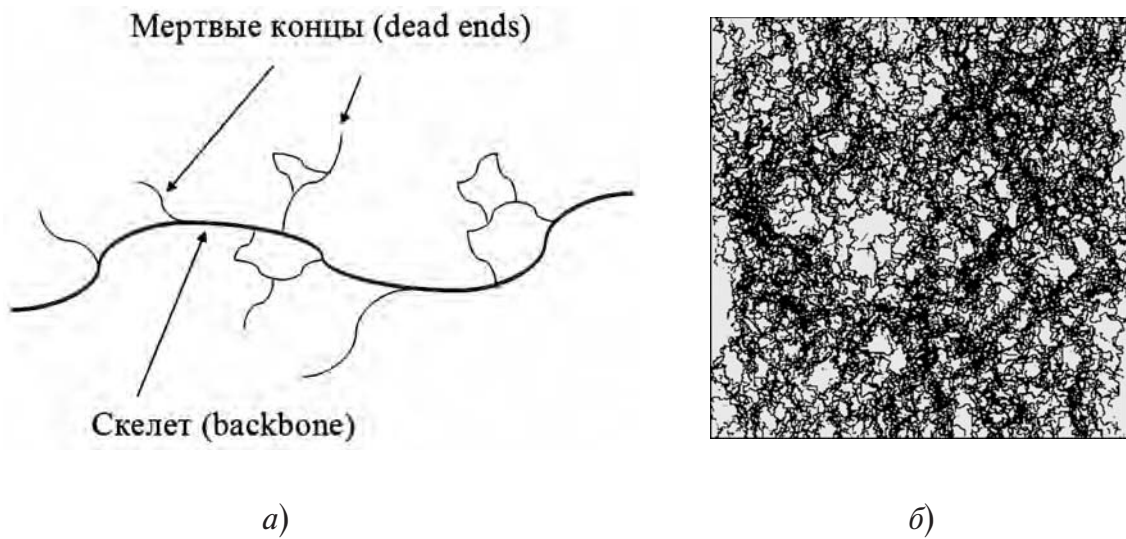 Мертвые концы (dead ends)
Скелет (backbone)
а)
б)